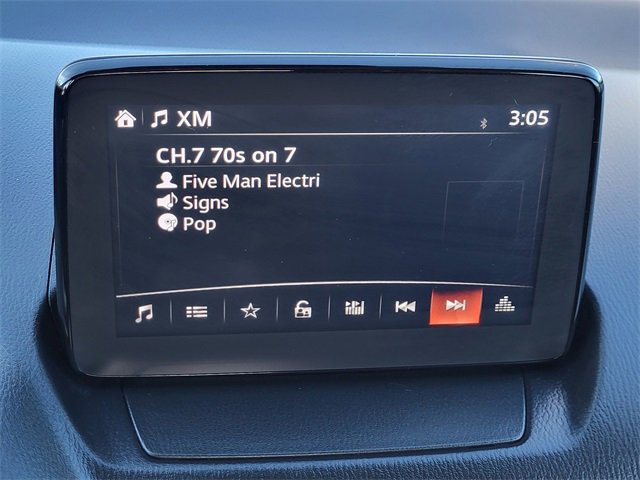 XM 3:05
CH.7 70s on 7
Five Man Electri
Signs
Pop